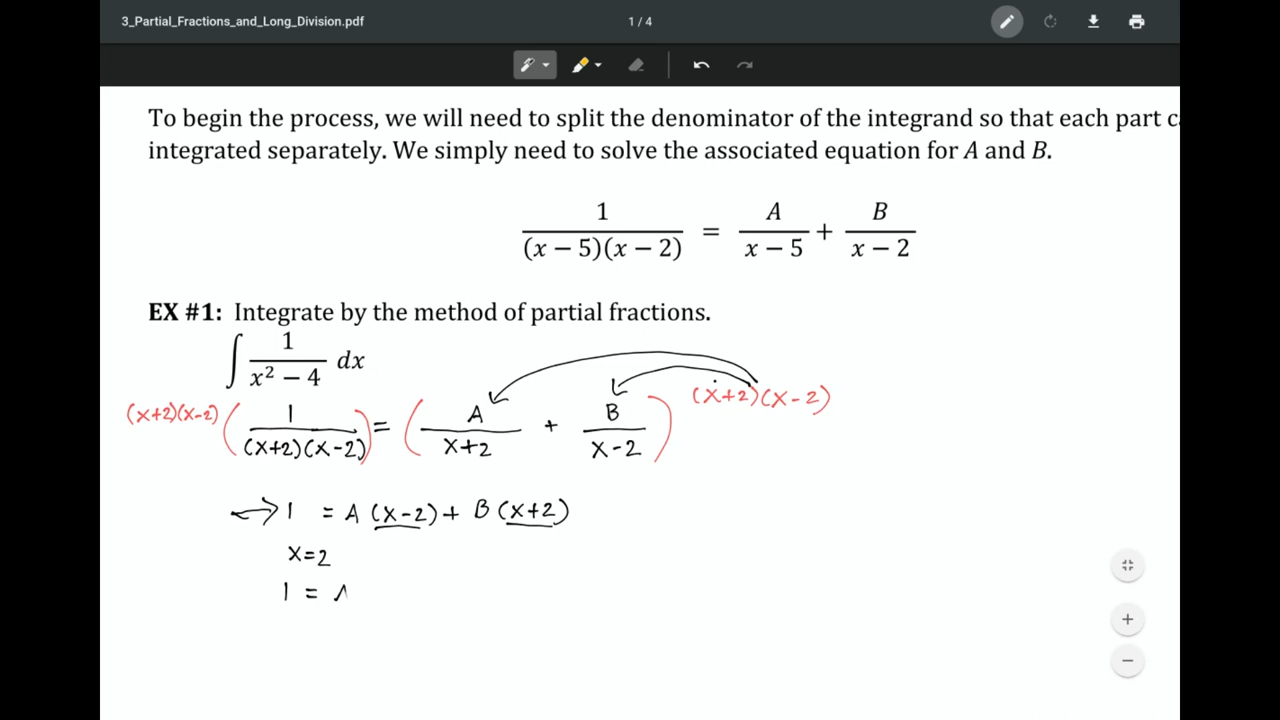 3_Partial_Fractions_and_Long_Division.pdf
1 / 4
To begin the process, we will need to split the denominator of the integrand so that each part
integrated separately. We simply need to solve the associated equation for A and B.
1/((x − 5)(x − 2)) = A/(x − 5) + B/(x − 2)
EX #1: Integrate by the method of partial fractions.
∫ 1/(x² − 4) dx
(x+2)(x-2) (1/((x+2)(x-2))) = (A/(x+2) + B/(x-2)) (x+2)(x-2)
↔ 1 = A (x-2) + B (x+2)
x=2
1 =